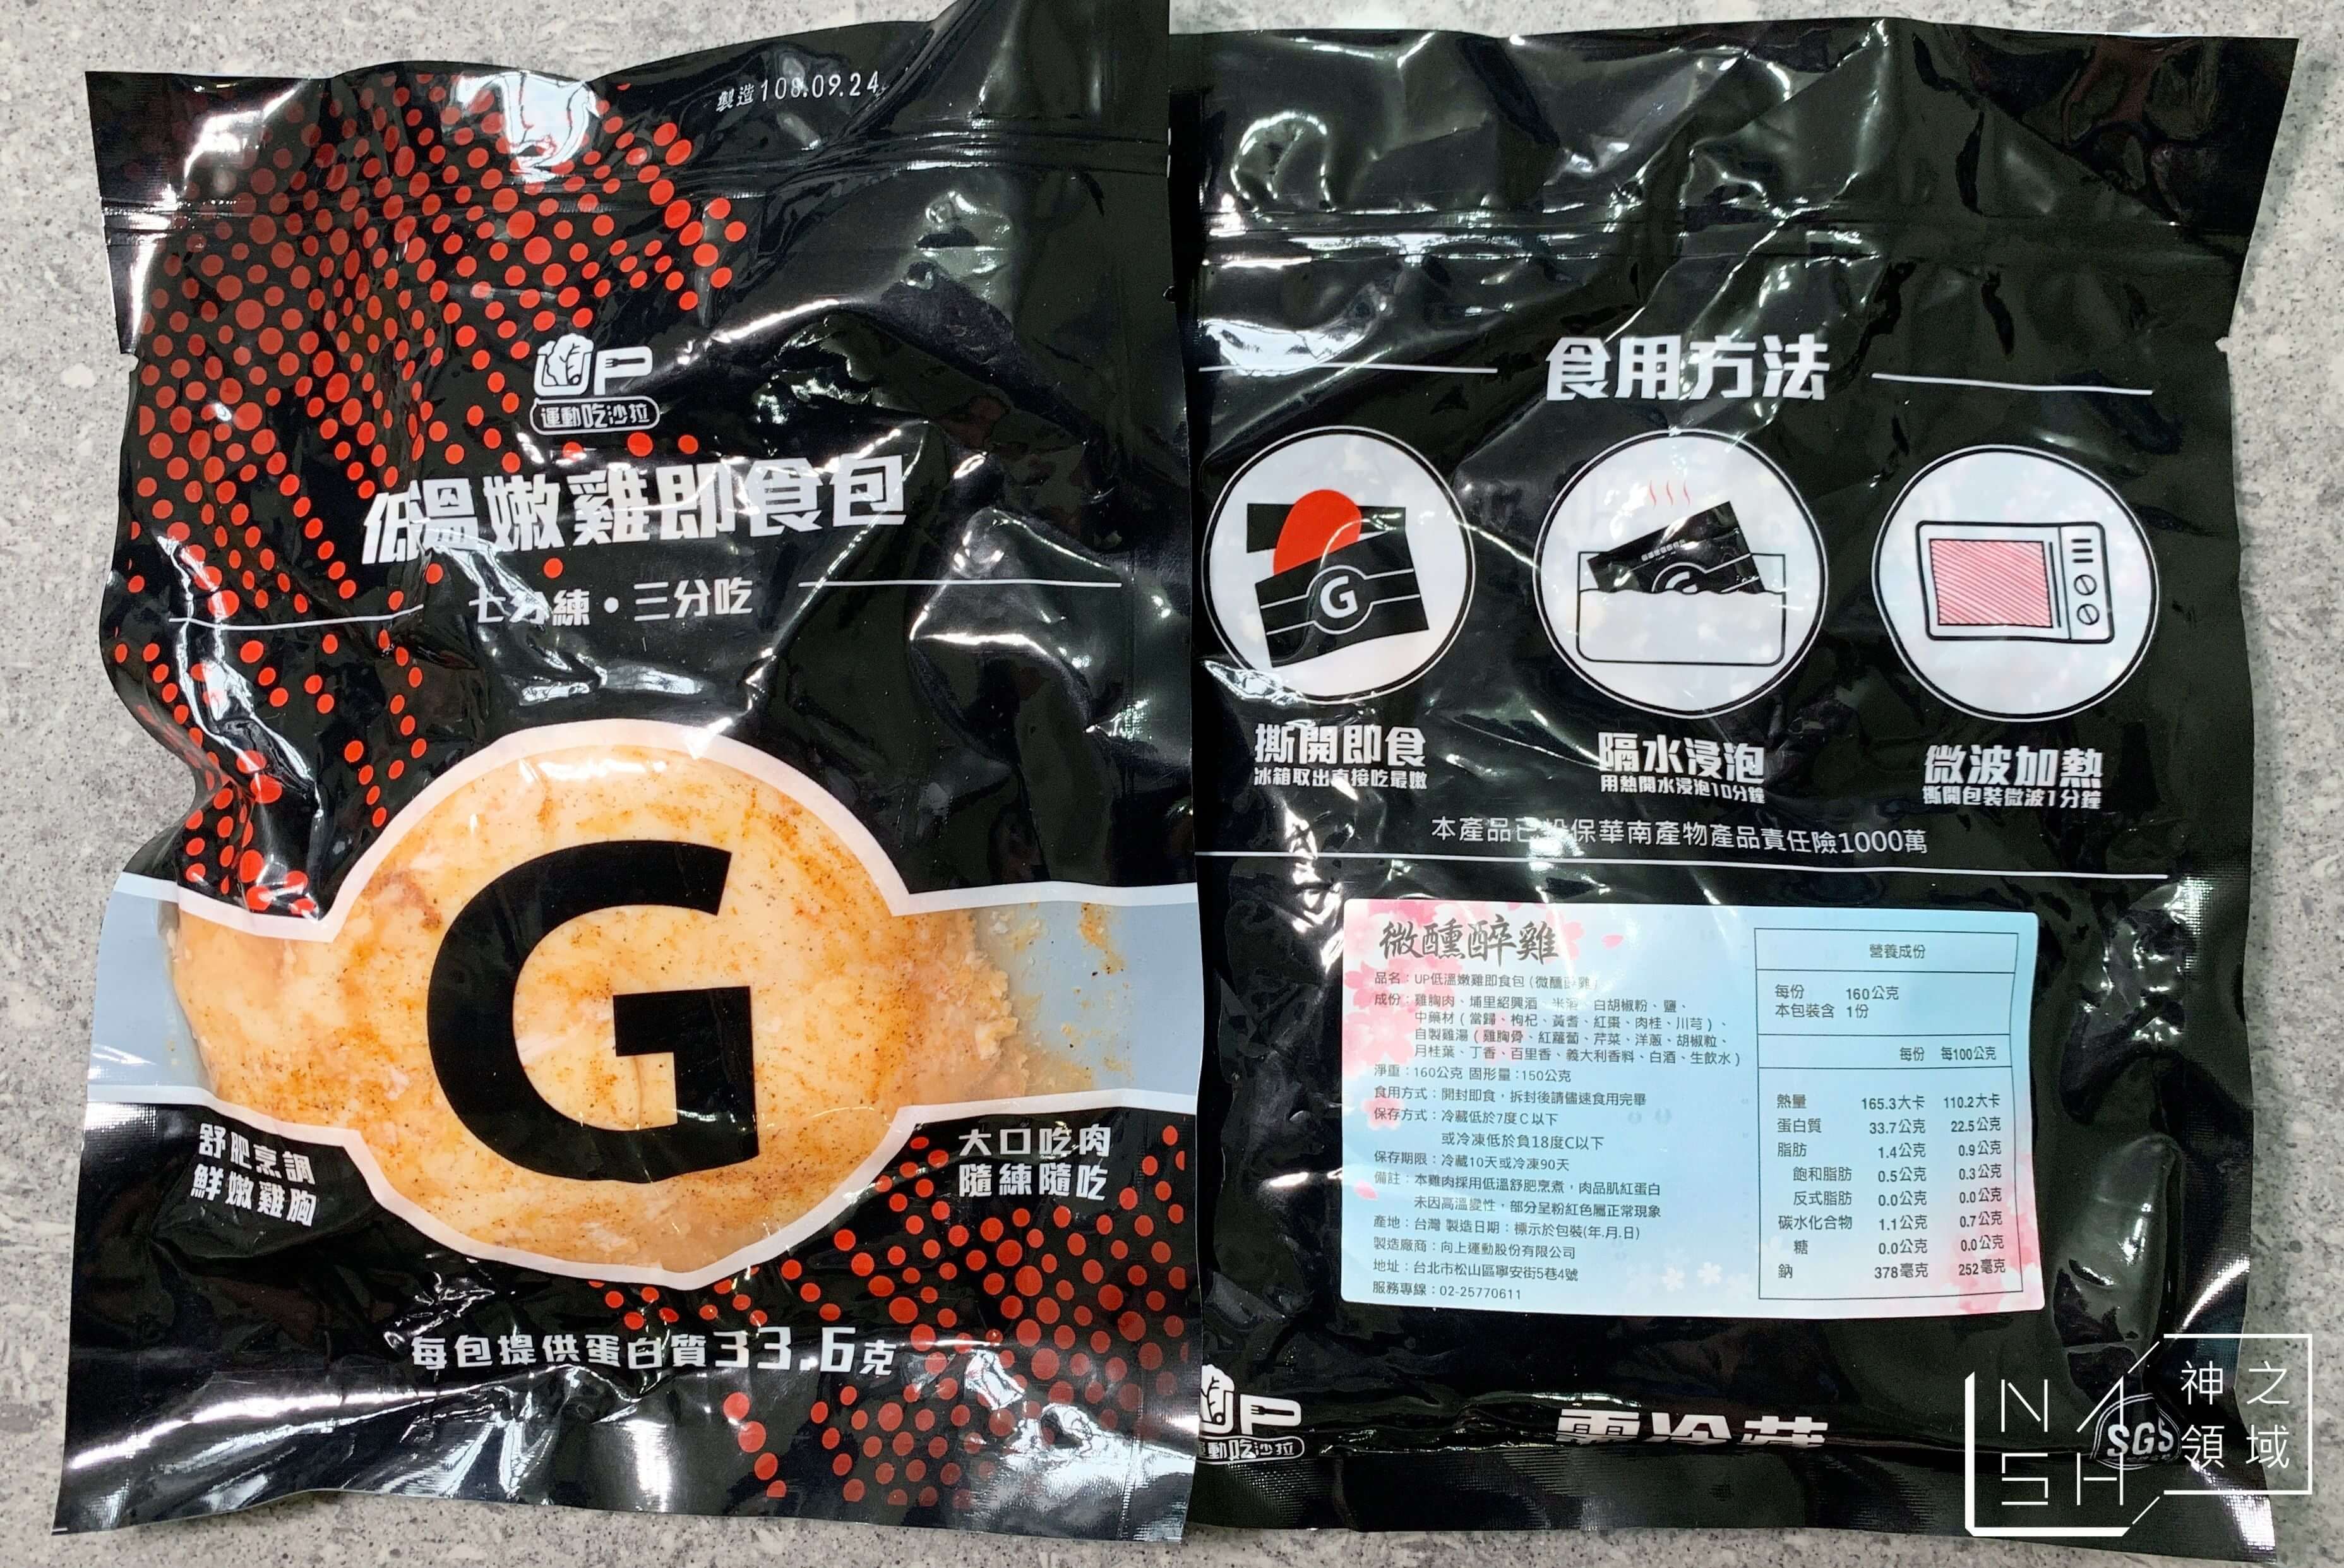 製造108.09.24
UP
運動吃沙拉
低溫嫩雞即食包
七分練•三分吃
G
舒肥烹調
鮮嫩雞胸
大口吃肉
隨練隨吃
每包提供蛋白質33.6克
食用方法
G
G
撕開即食
冰箱取出直接吃最嫩
隔水浸泡
用熱開水浸泡10分鐘
微波加熱
撕開包裝微波1分鐘
本產品已投保華南產物產品責任險1000萬
微醺醉雞
品名：UP低溫嫩雞即食包(微醺醉雞)
成份：雞胸肉、埔里紹興酒、米酒、白胡椒粉、鹽、
中藥材(當歸、枸杞、黃耆、紅棗、肉桂、川芎)、
自製雞湯(雞胸骨、紅蘿蔔、芹菜、洋蔥、胡椒粒、
月桂葉、丁香、百里香、義大利香料、白酒、生飲水)
淨重：160公克 固形量：150公克
食用方式：開封即食，拆封後請儘速食用完畢
保存方式：冷藏低於7度C以下
或冷凍低於負18度C以下
保存期限：冷藏10天或冷凍90天
備註：本雞肉採用低溫舒肥烹煮，肉品肌紅蛋白
未因高溫變性，部分呈粉紅色屬正常現象
產地：台灣 製造日期：標示於包裝(年.月.日)
製造廠商：向上運動股份有限公司
地址：台北市松山區寧安街5巷4號
服務專線：02-25770611
營養成份
每份 160公克
本包裝含 1份
每份 每100公克
熱量 165.3大卡 110.2大卡
蛋白質 33.7公克 22.5公克
脂肪 1.4公克 0.9公克
飽和脂肪 0.5公克 0.3公克
反式脂肪 0.0公克 0.0公克
碳水化合物 1.1公克 0.7公克
糖 0.0公克 0.0公克
鈉 378毫克 252毫克
UP
運動吃沙拉
需冷藏
SGS
NASH
神之領域